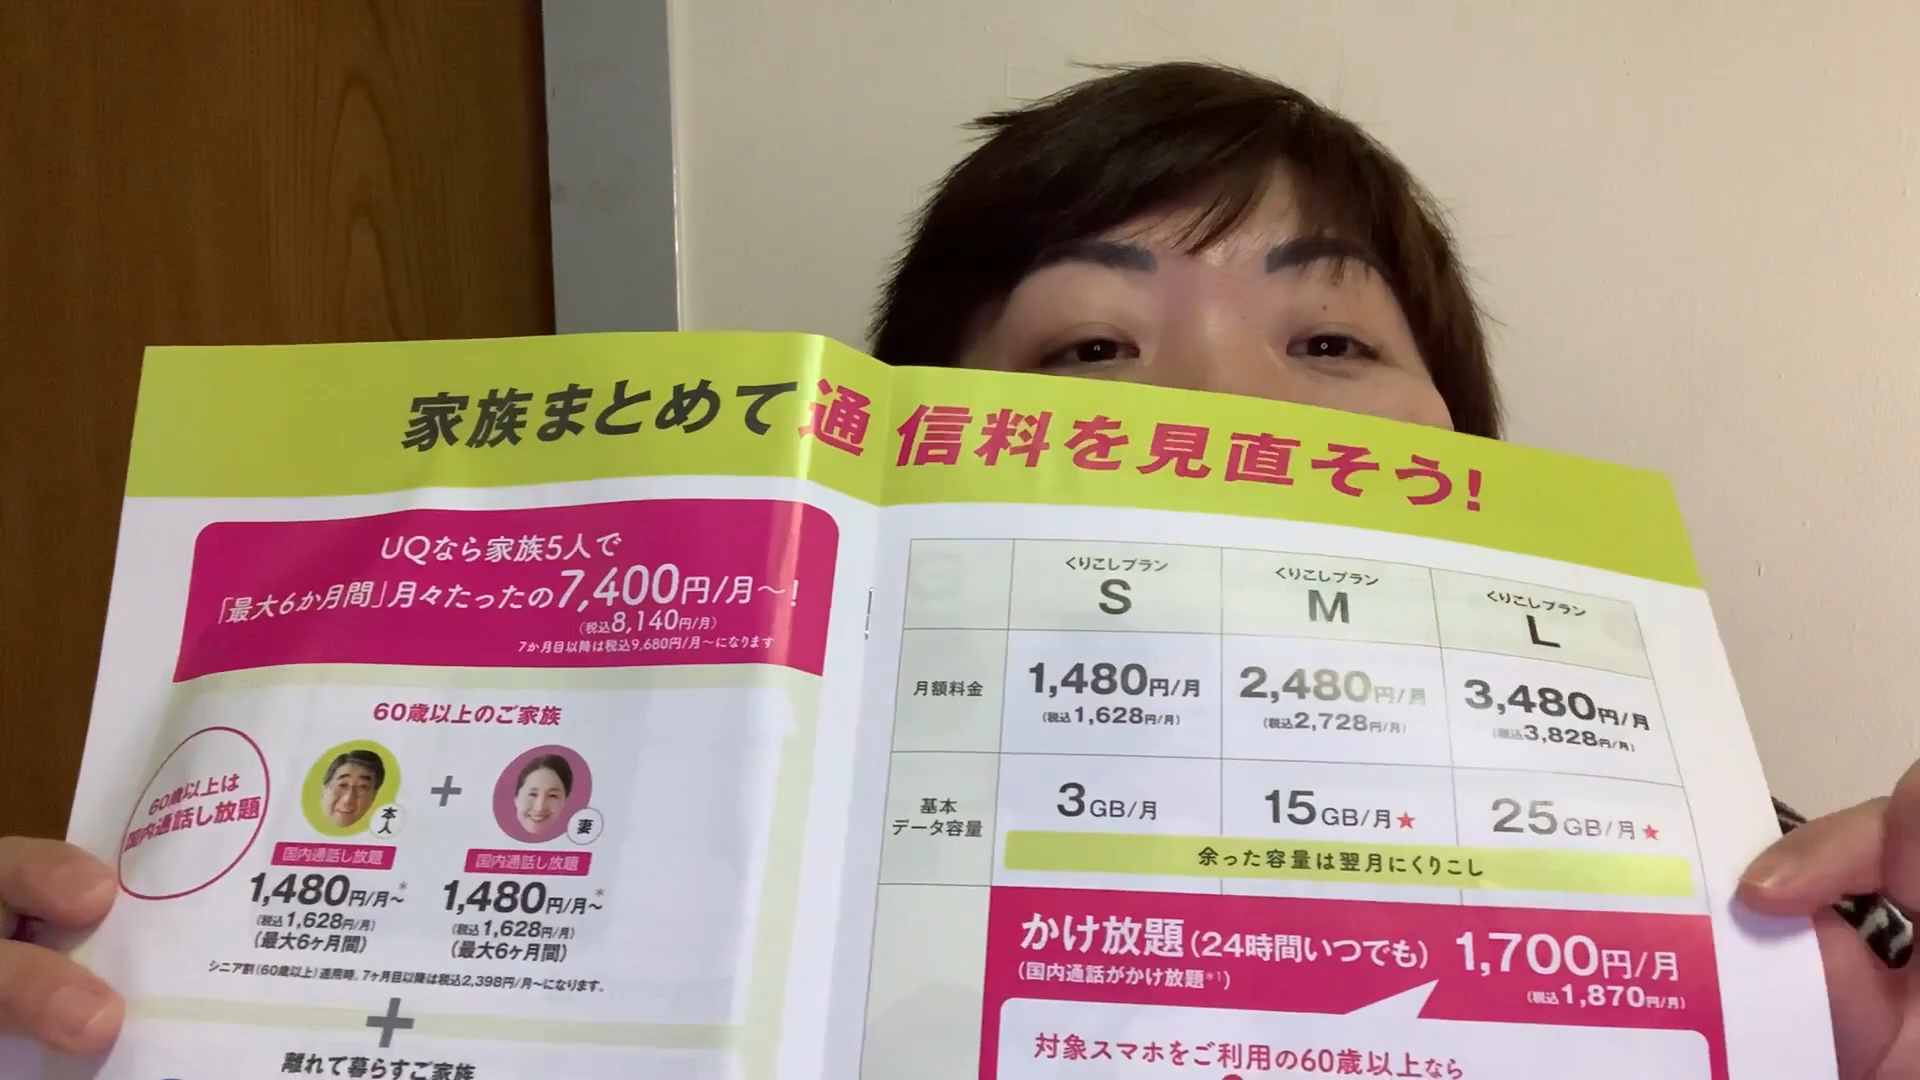 家族まとめて通信料を見直そう!
UQなら家族5人で
「最大6か月間」月々たったの7,400円/月～!
(税込8,140円/月)
7か月目以降は税込9,680円/月～になります
60歳以上のご家族
60歳以上は
国内通話し放題
本人
+
妻
国内通話し放題
国内通話し放題
1,480円/月～*
1,480円/月～*
(税込1,628円/月)
(税込1,628円/月)
(最大6ヶ月間)
(最大6ヶ月間)
シニア割(60歳以上)適用時。7ヶ月目以降は税込2,398円/月～になります。
+
離れて暮らすご家族
くりこしプラン
S
くりこしプラン
M
くりこしプラン
L
月額料金
1,480円/月
(税込1,628円/月)
2,480円/月
(税込2,728円/月)
3,480円/月
(税込3,828円/月)
基本
データ容量
3GB/月
15GB/月★
25GB/月★
余った容量は翌月にくりこし
かけ放題(24時間いつでも) 1,700円/月
(国内通話がかけ放題*1)
(税込1,870円/月)
対象スマホをご利用の60歳以上なら